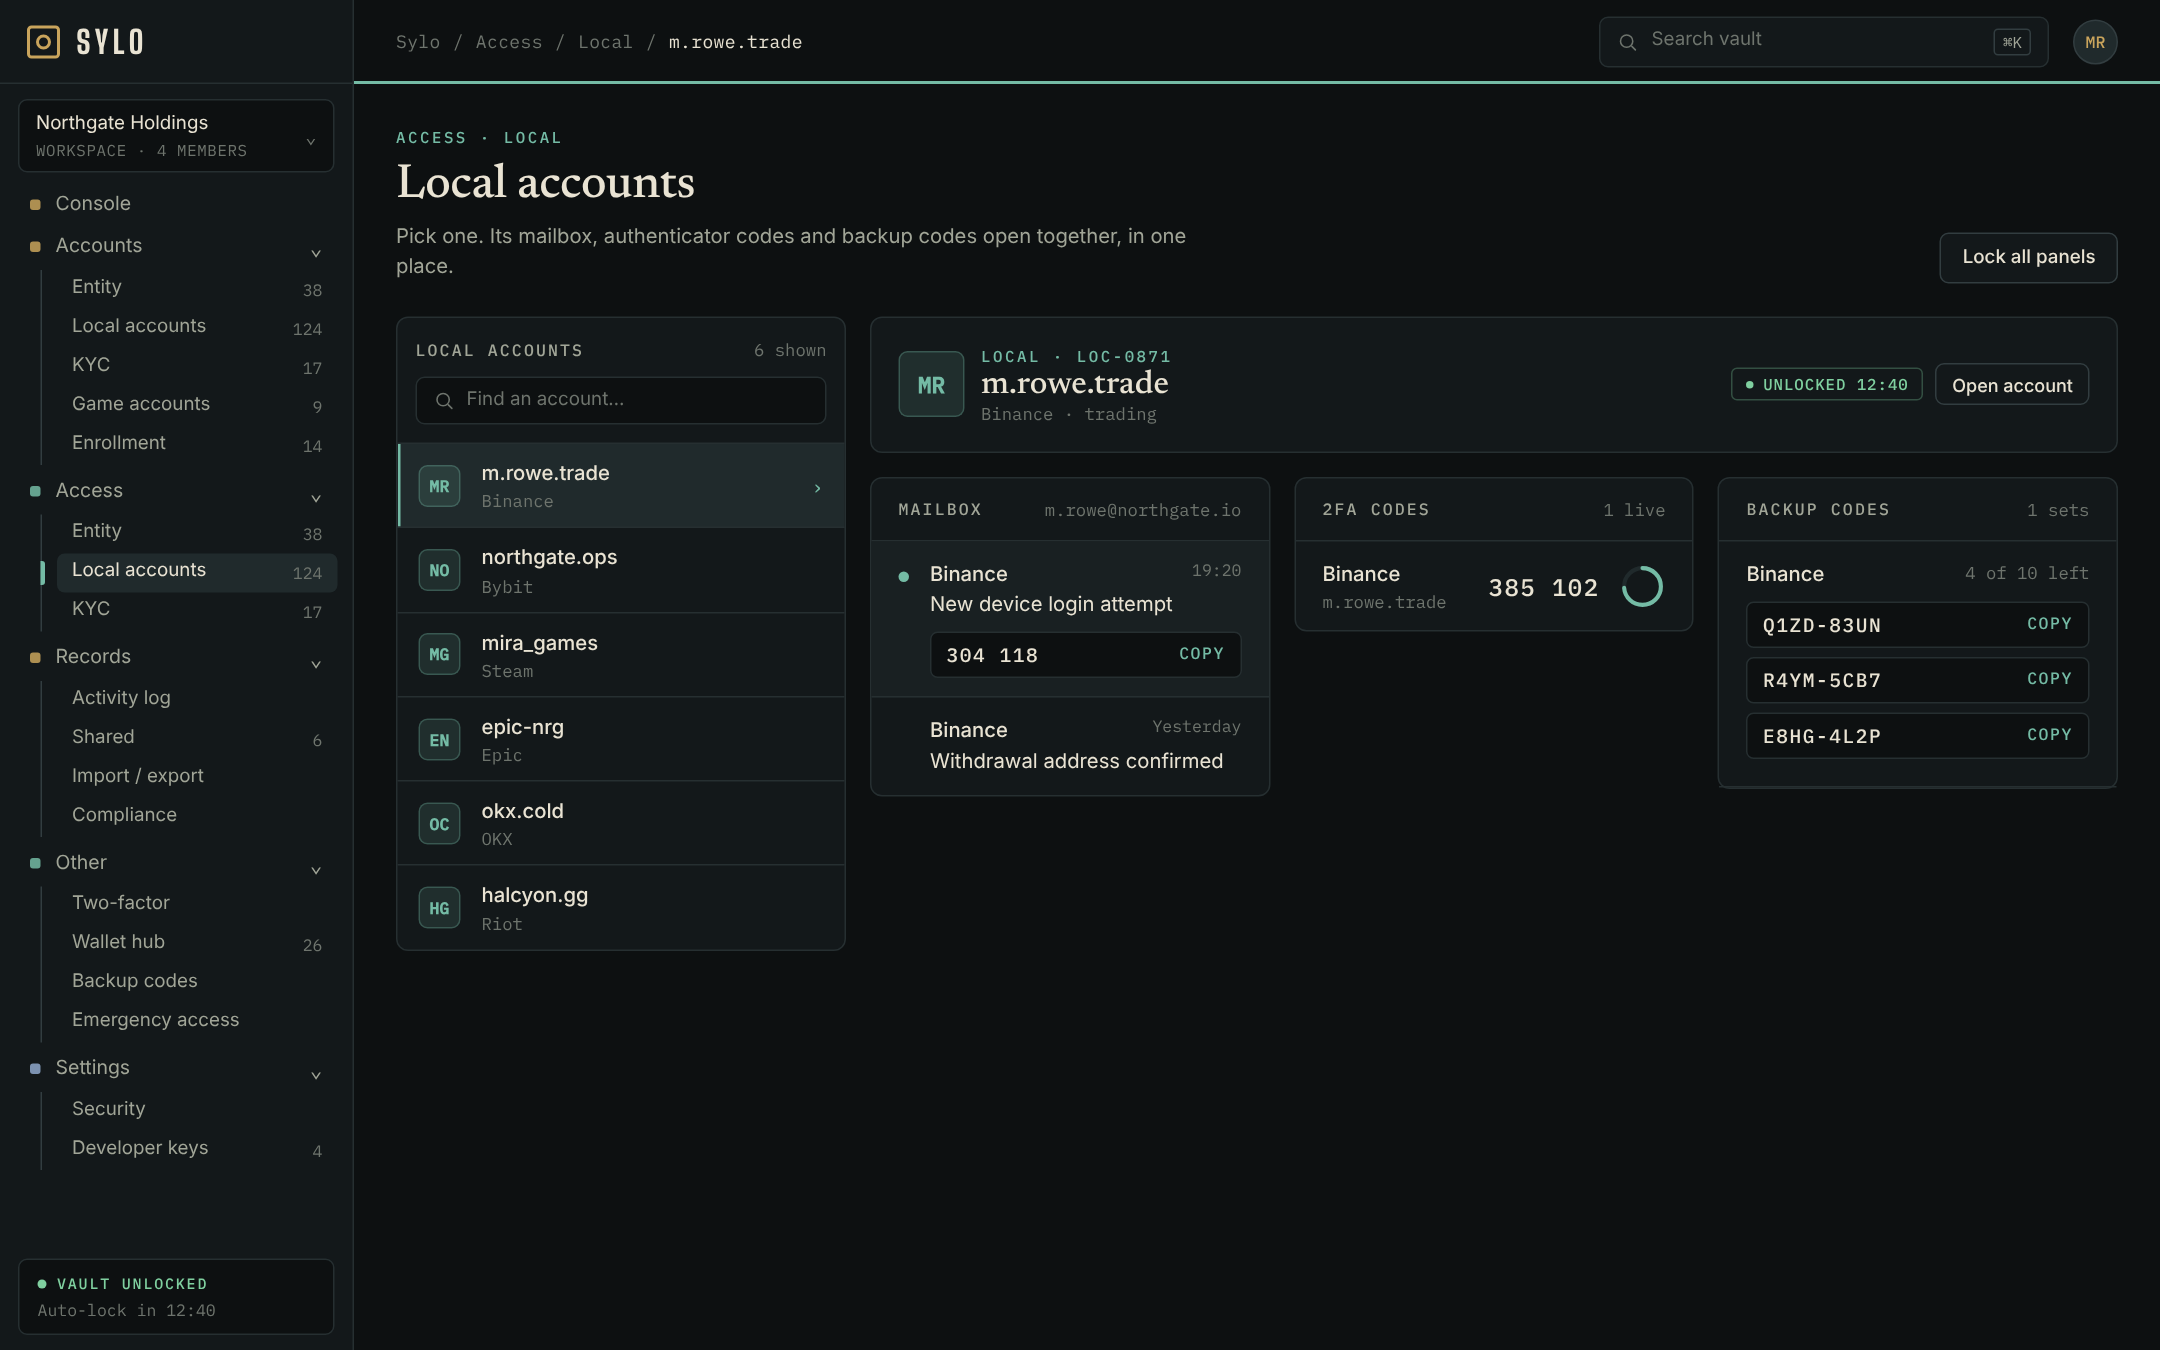 SYLO
Northgate Holdings
WORKSPACE · 4 MEMBERS
Console
Accounts
Entity 38
Local accounts 124
KYC 17
Game accounts 9
Enrollment 14
Access
Entity 38
Local accounts 124
KYC 17
Records
Activity log
Shared 6
Import / export
Compliance
Other
Two-factor
Wallet hub 26
Backup codes
Emergency access
Settings
Security
Developer keys 4
VAULT UNLOCKED
Auto-lock in 12:40
Sylo / Access / Local / m.rowe.trade
Search vault ⌘K
MR
ACCESS · LOCAL
Local accounts
Pick one. Its mailbox, authenticator codes and backup codes open together, in one
place.
Lock all panels
LOCAL ACCOUNTS 6 shown
Find an account...
MR m.rowe.trade ›
Binance
NO northgate.ops
Bybit
MG mira_games
Steam
EN epic-nrg
Epic
OC okx.cold
OKX
HG halcyon.gg
Riot
MR
LOCAL · LOC-0871
m.rowe.trade
Binance · trading
UNLOCKED 12:40
Open account
MAILBOX m.rowe@northgate.io
Binance 19:20
New device login attempt
304 118 COPY
Binance Yesterday
Withdrawal address confirmed
2FA CODES 1 live
Binance
m.rowe.trade
385 102
BACKUP CODES 1 sets
Binance 4 of 10 left
Q1ZD-83UN COPY
R4YM-5CB7 COPY
E8HG-4L2P COPY